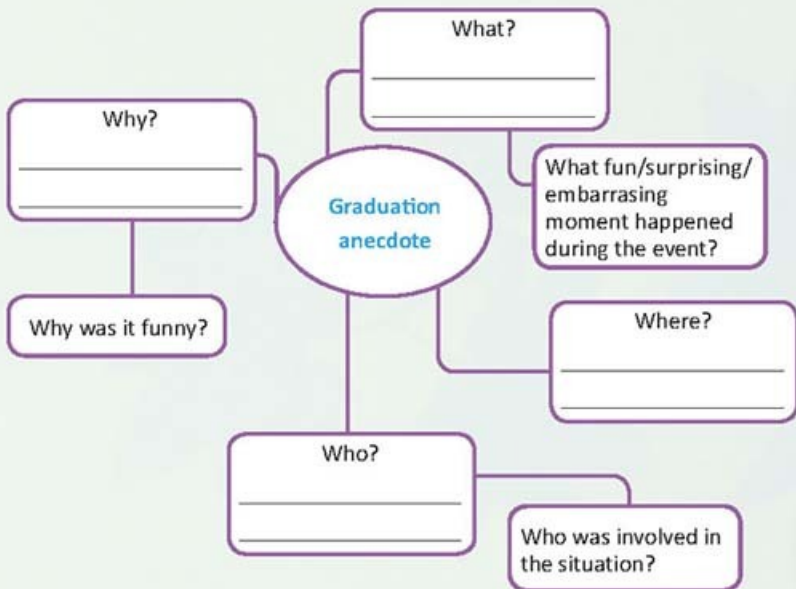 What?
Why?
What fun/surprising/
embarrasing
moment happened
during the event?
Graduation
anecdote
Why was it funny?
Where?
Who?
Who was involved in
the situation?